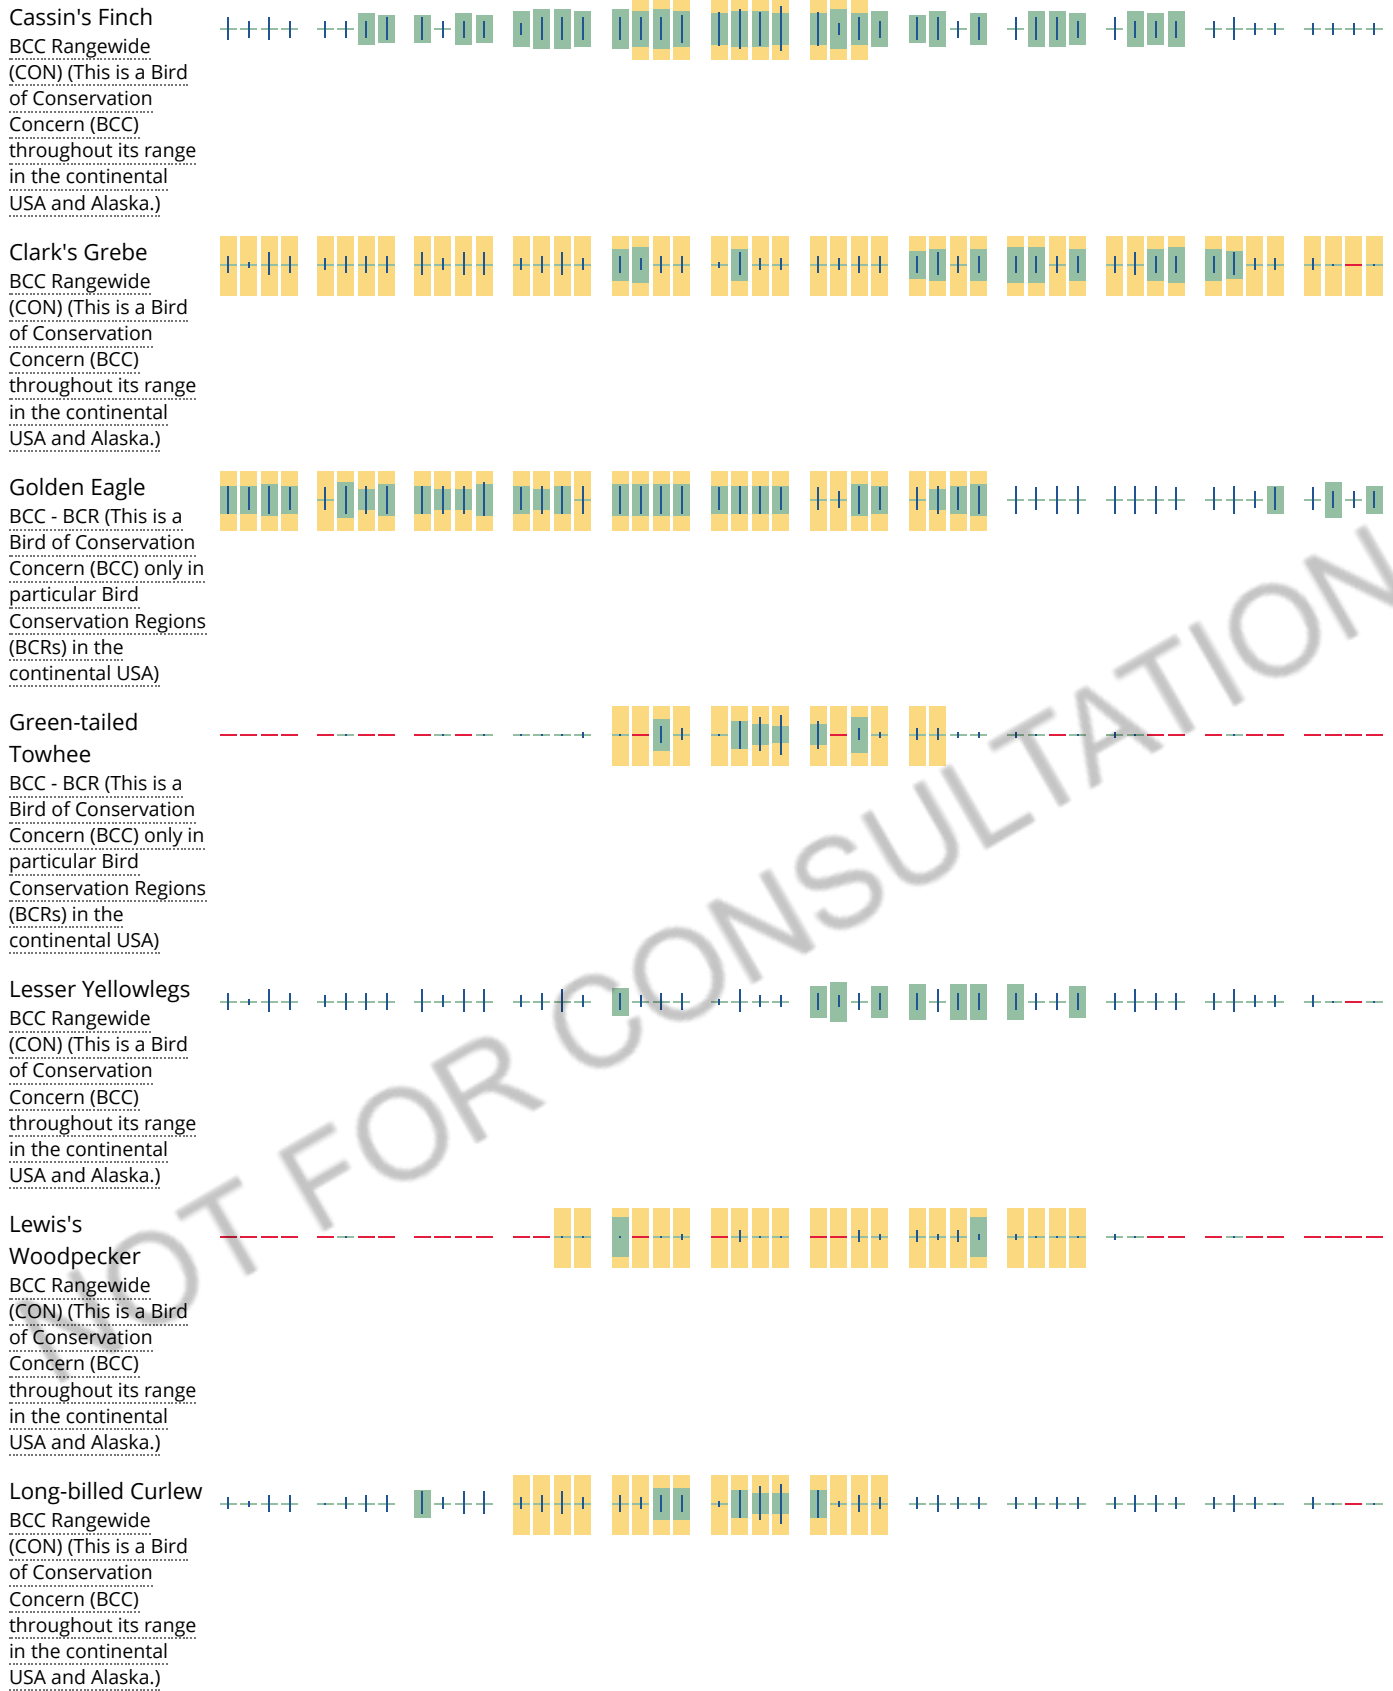 Cassin's Finch
BCC Rangewide
(CON) (This is a Bird
of Conservation
Concern (BCC)
throughout its range
in the continental
USA and Alaska.)
Clark's Grebe
BCC Rangewide
(CON) (This is a Bird
of Conservation
Concern (BCC)
throughout its range
in the continental
USA and Alaska.)
Golden Eagle
BCC - BCR (This is a
Bird of Conservation
Concern (BCC) only in
particular Bird
Conservation Regions
(BCRs) in the
continental USA)
Green-tailed
Towhee
BCC - BCR (This is a
Bird of Conservation
Concern (BCC) only in
particular Bird
Conservation Regions
(BCRs) in the
continental USA)
Lesser Yellowlegs
BCC Rangewide
(CON) (This is a Bird
of Conservation
Concern (BCC)
throughout its range
in the continental
USA and Alaska.)
Lewis's
Woodpecker
BCC Rangewide
(CON) (This is a Bird
of Conservation
Concern (BCC)
throughout its range
in the continental
USA and Alaska.)
Long-billed Curlew
BCC Rangewide
(CON) (This is a Bird
of Conservation
Concern (BCC)
throughout its range
in the continental
USA and Alaska.)
NOT FOR CONSULTATION